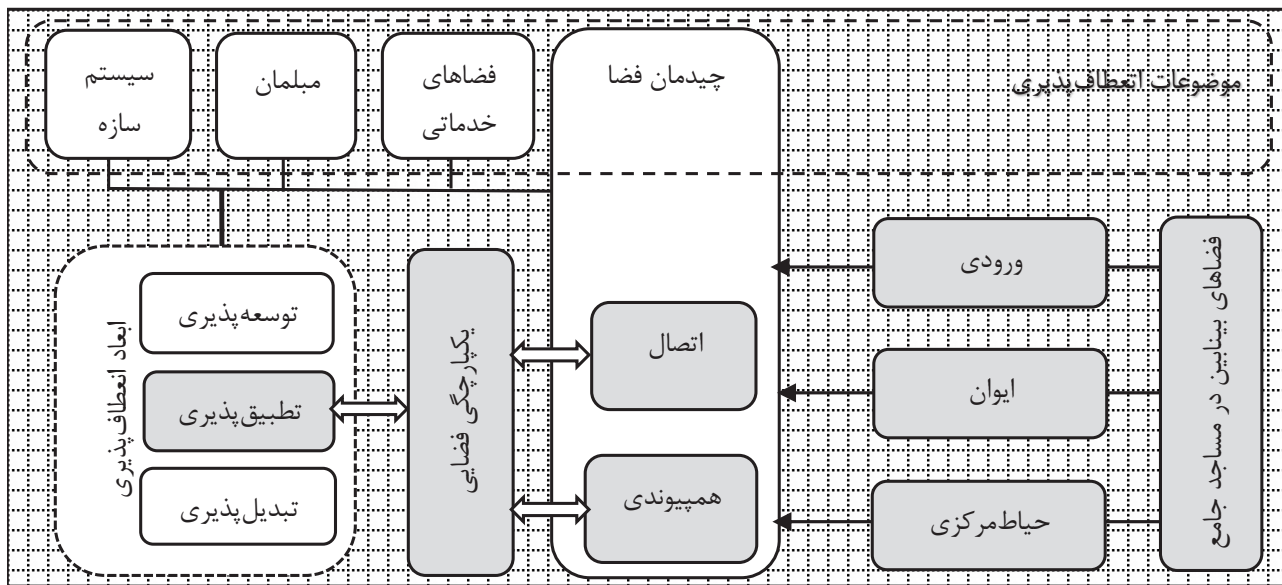 موضوعات انعطاف‌پذیری
چیدمان فضا
فضاهای
خدماتی
مبلمان
سیستم
سازه
فضاهای بینابین در مساجد جامع
ورودی
ایوان
حیاط‌مرکزی
اتصال
همپیوندی
یکپارچگی فضایی
ابعاد انعطاف‌پذیری
توسعه‌پذیری
تطبیق‌پذیری
تبدیل‌پذیری